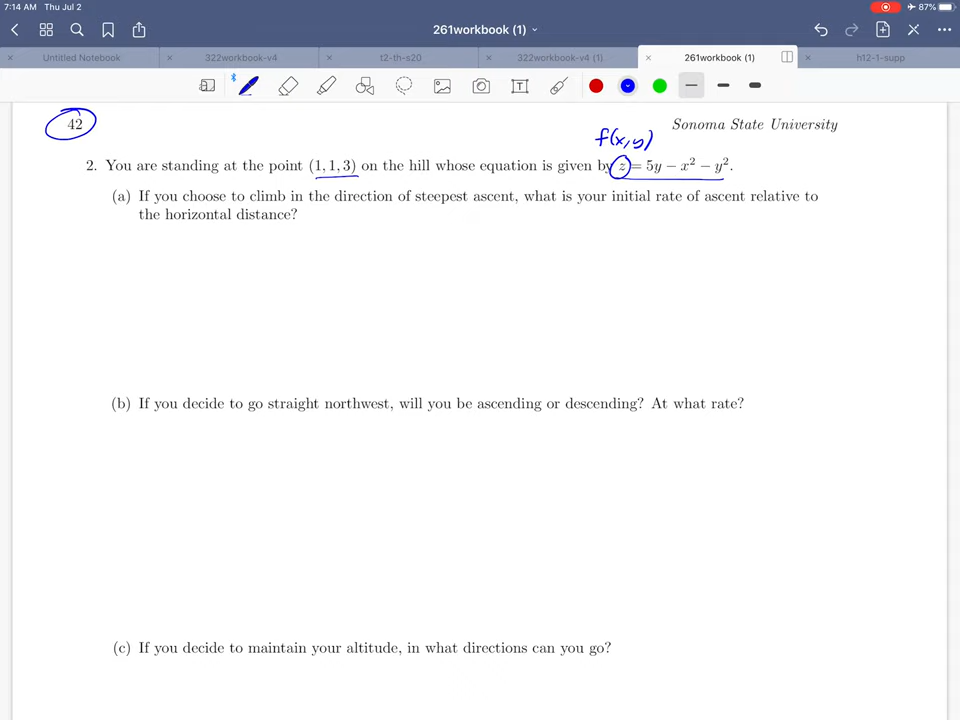 7:14 AM Thu Jul 2
87%
261workbook (1)
Untitled Notebook
322workbook-v4
t2-th-s20
322workbook-v4 (1)
261workbook (1)
h12-1-supp
42
Sonoma State University
f(x,y)
2. You are standing at the point (1, 1, 3) on the hill whose equation is given by z = 5y − x² − y².
(a) If you choose to climb in the direction of steepest ascent, what is your initial rate of ascent relative to
the horizontal distance?
(b) If you decide to go straight northwest, will you be ascending or descending? At what rate?
(c) If you decide to maintain your altitude, in what directions can you go?